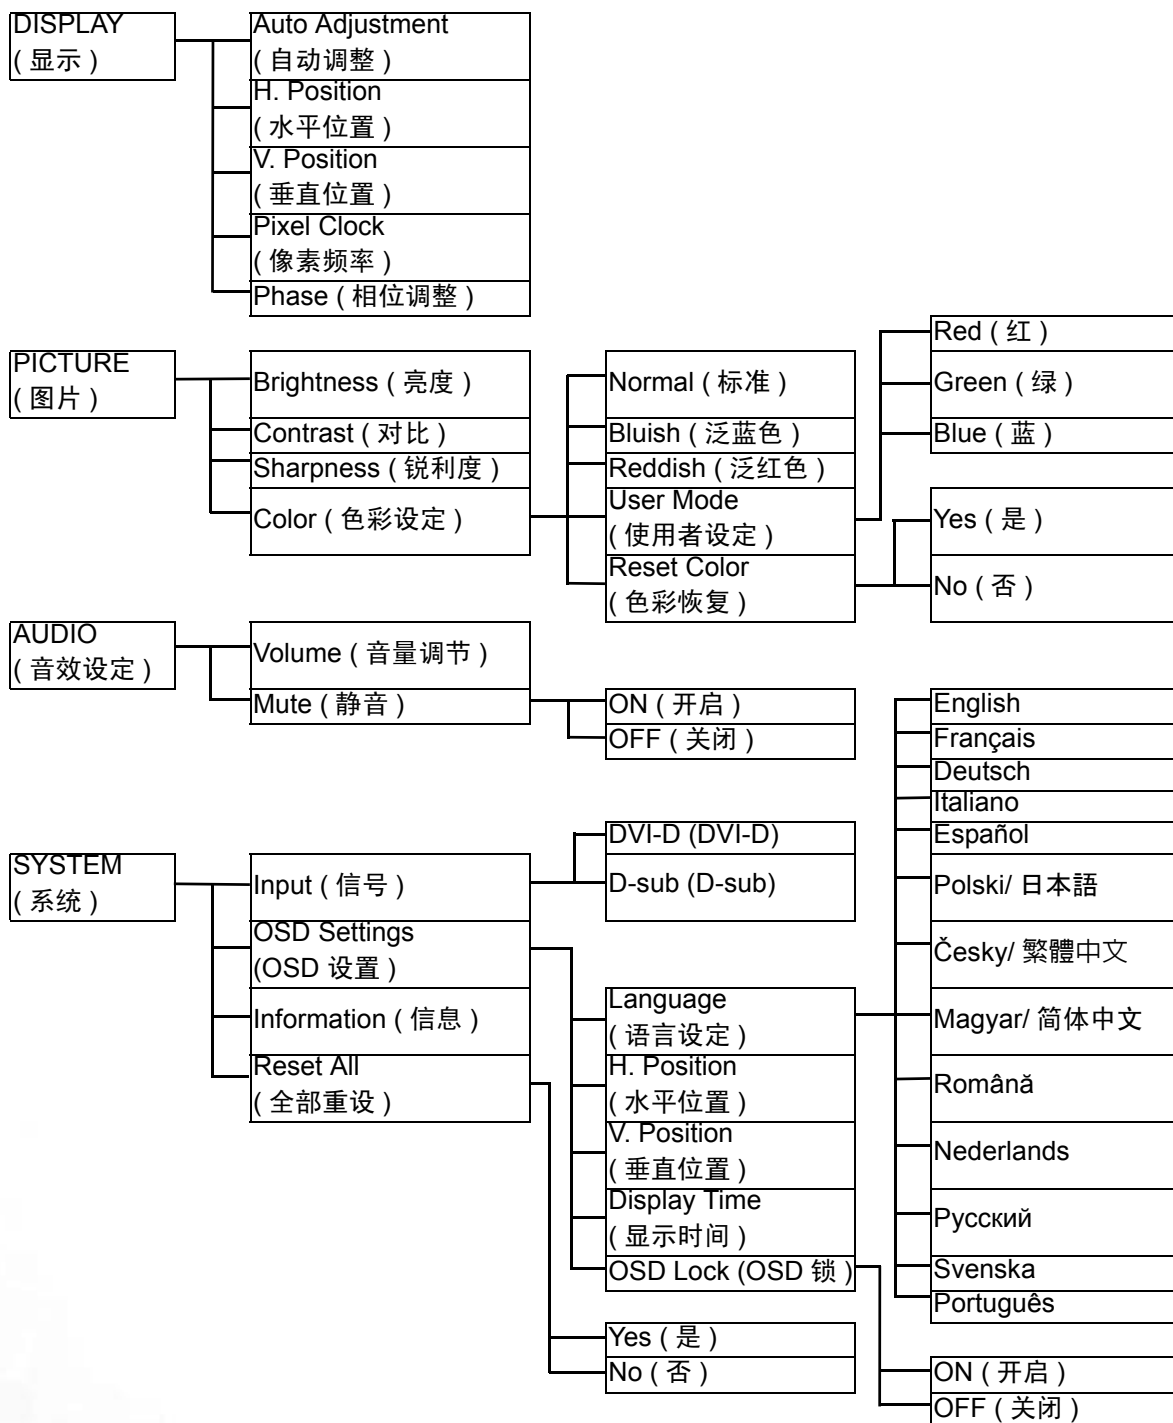 DISPLAY
( 显示 )
Auto Adjustment
( 自动调整 )
H. Position
( 水平位置 )
V. Position
( 垂直位置 )
Pixel Clock
( 像素频率 )
Phase ( 相位调整 )
PICTURE
( 图片 )
Brightness ( 亮度 )
Contrast ( 对比 )
Sharpness ( 锐利度 )
Color ( 色彩设定 )
Normal ( 标准 )
Bluish ( 泛蓝色 )
Reddish ( 泛红色 )
User Mode
( 使用者设定 )
Reset Color
( 色彩恢复 )
Red ( 红 )
Green ( 绿 )
Blue ( 蓝 )
Yes ( 是 )
No ( 否 )
AUDIO
( 音效设定 )
Volume ( 音量调节 )
Mute ( 静音 )
ON ( 开启 )
OFF ( 关闭 )
SYSTEM
( 系统 )
Input ( 信号 )
OSD Settings
(OSD 设置 )
Information ( 信息 )
Reset All
( 全部重设 )
DVI-D (DVI-D)
D-sub (D-sub)
Language
( 语言设定 )
H. Position
( 水平位置 )
V. Position
( 垂直位置 )
Display Time
( 显示时间 )
OSD Lock (OSD 锁 )
Yes ( 是 )
No ( 否 )
English
Français
Deutsch
Italiano
Español
Polski/ 日本語
Česky/ 繁體中文
Magyar/ 简体中文
Română
Nederlands
Русский
Svenska
Português
ON ( 开启 )
OFF ( 关闭 )